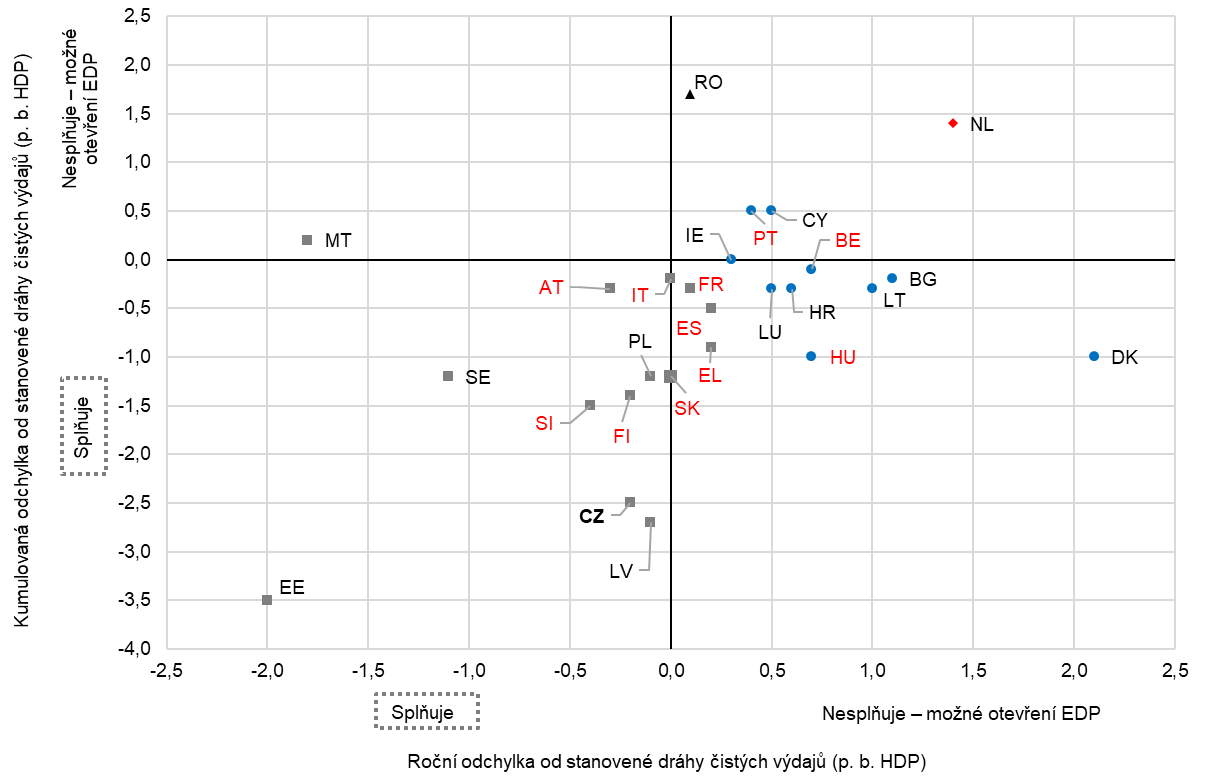 Kumulovaná odchylka od stanovené dráhy čistých výdajů (p. b. HDP)
Nesplňuje – možné
otevření EDP
Splňuje
2,5
2,0
1,5
1,0
0,5
0,0
-0,5
-1,0
-1,5
-2,0
-2,5
-3,0
-3,5
-4,0
RO
NL
CY
PT
IE
BE
MT
AT
IT
FR
BG
LT
HR
LU
ES
PL
EL
HU
DK
SE
SK
SI
FI
CZ
LV
EE
-2,5
-2,0
-1,5
-1,0
-0,5
0,0
0,5
1,0
1,5
2,0
2,5
Splňuje
Nesplňuje – možné otevření EDP
Roční odchylka od stanovené dráhy čistých výdajů (p. b. HDP)